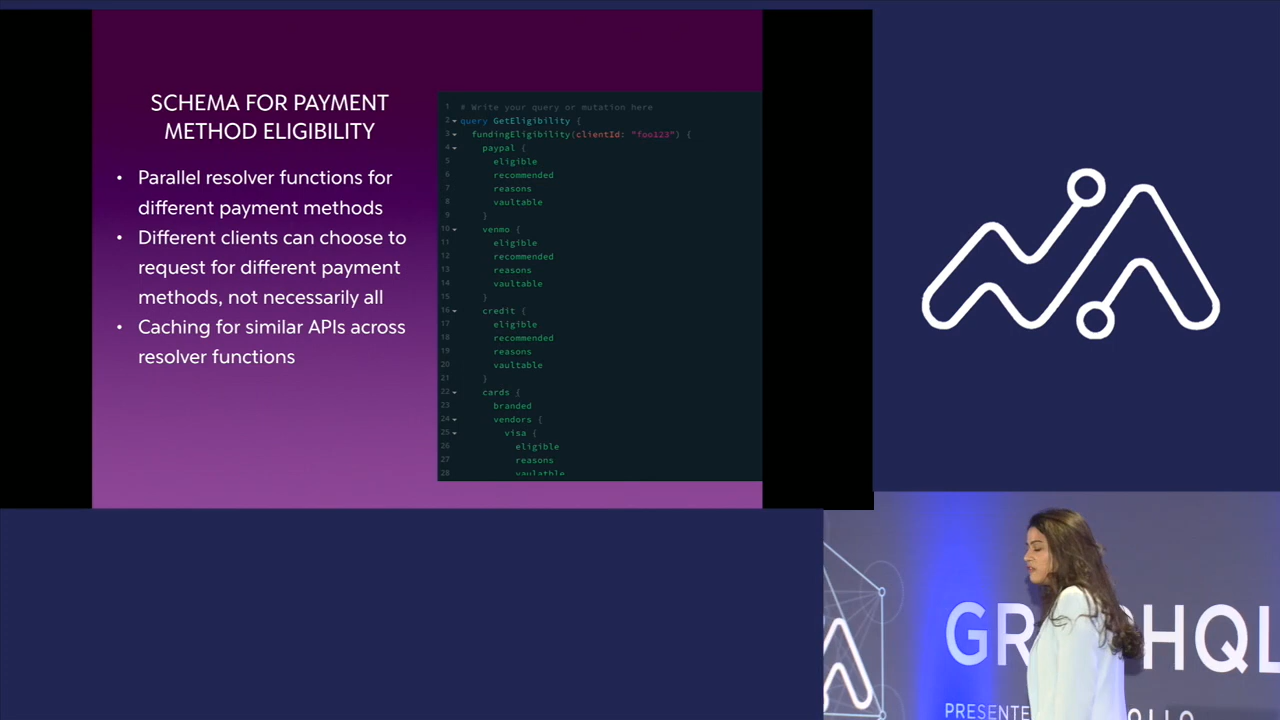 SCHEMA FOR PAYMENT
METHOD ELIGIBILITY
• Parallel resolver functions for
different payment methods
• Different clients can choose to
request for different payment
methods, not necessarily all
• Caching for similar APIs across
resolver functions
1 # Write your query or mutation here
2 query GetEligibility {
3 fundingEligibility(clientId: "foo123") {
4 paypal {
5 eligible
6 recommended
7 reasons
8 vaultable
9 }
10 venmo {
11 eligible
12 recommended
13 reasons
14 vaultable
15 }
16 credit {
17 eligible
18 recommended
19 reasons
20 vaultable
21 }
22 cards {
23 branded
24 vendors {
25 visa {
26 eligible
27 reasons
28 vaulatble
GR HQL
PRESENTE